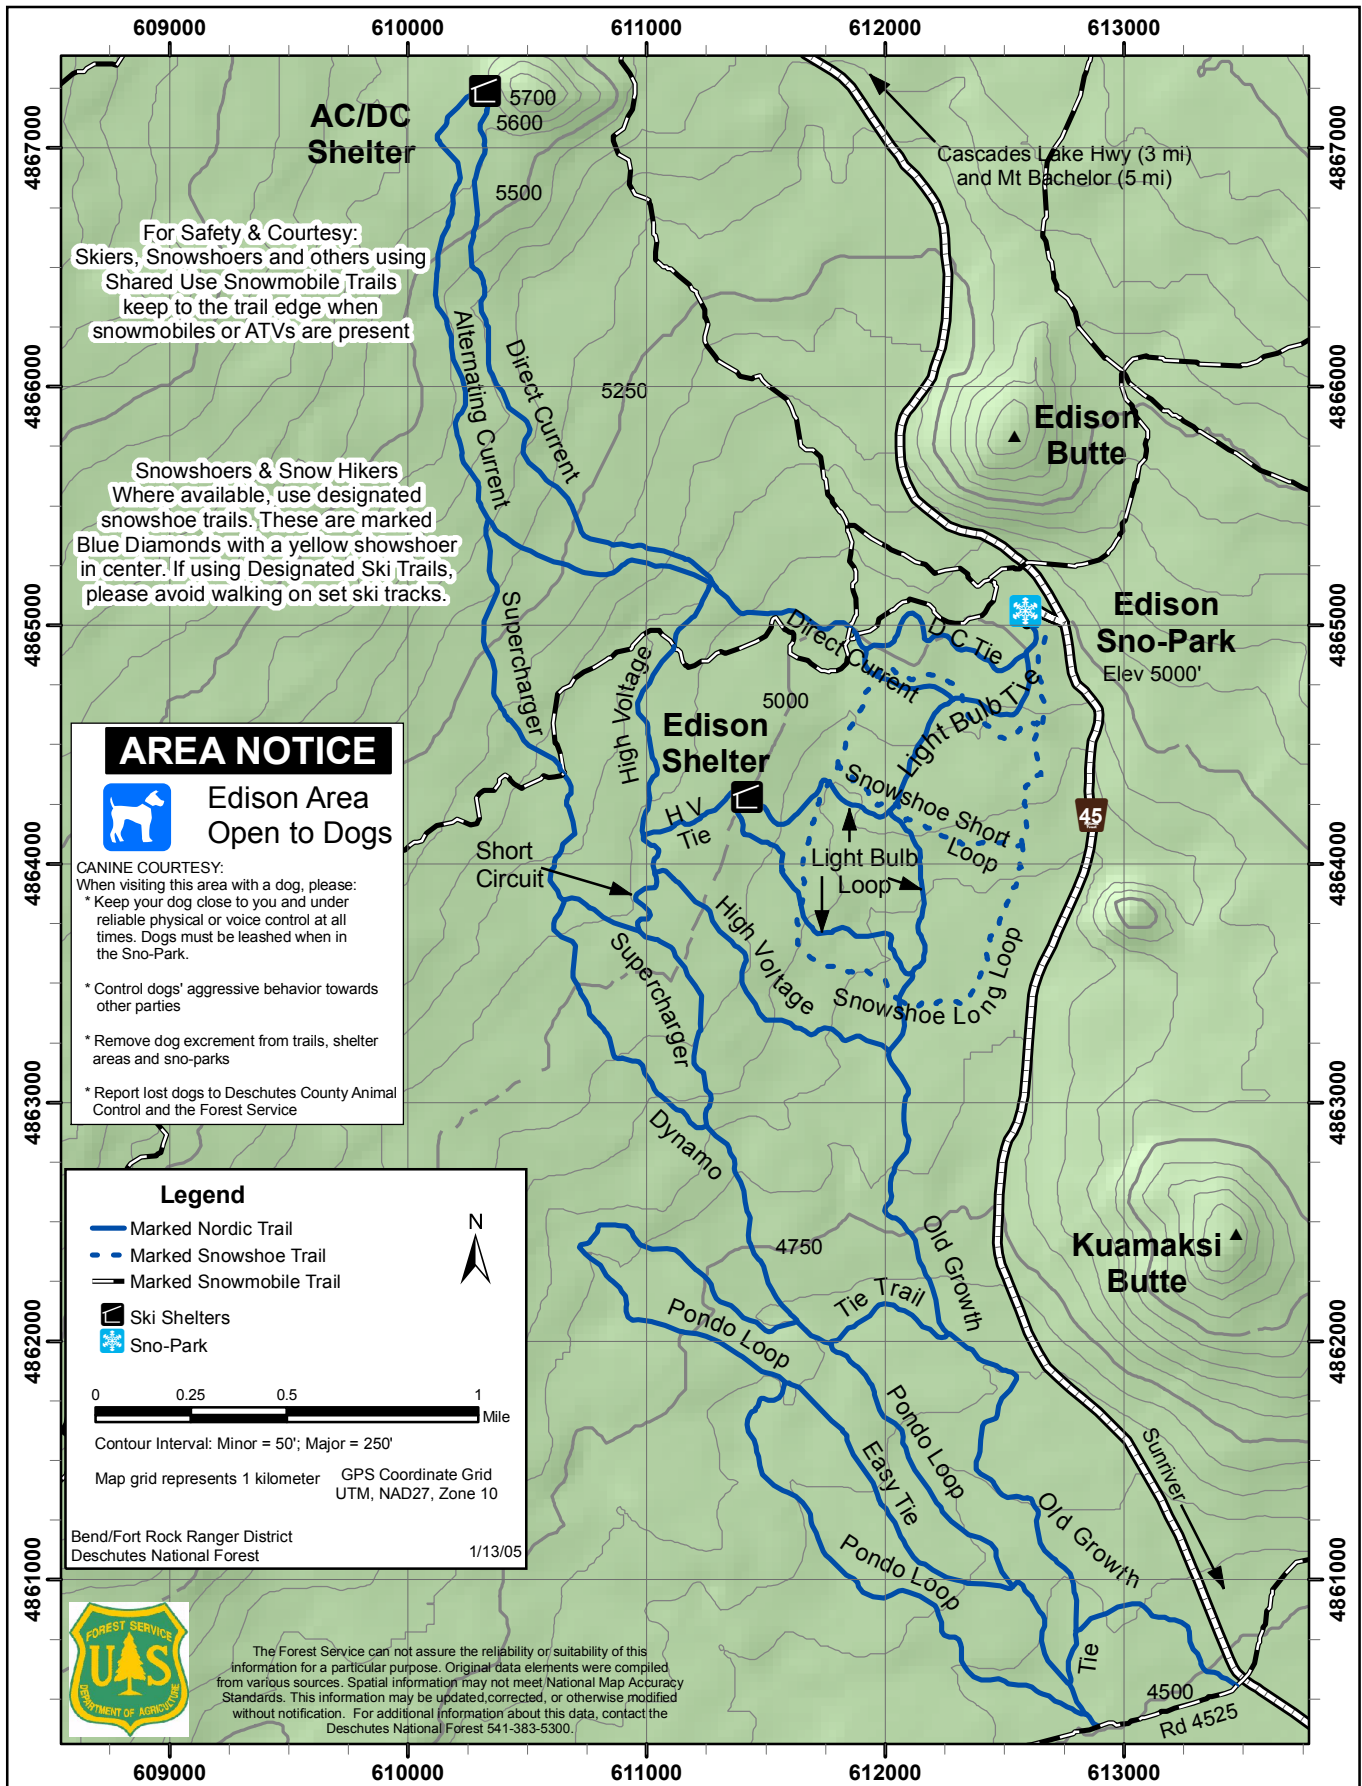 609000
610000
611000
612000
613000
4867000
4867000
4866000
4866000
4865000
4865000
4864000
4864000
4863000
4863000
4862000
4862000
4861000
4861000
AC/DC
Shelter
5700
5600
5500
Cascades Lake Hwy (3 mi)
and Mt Bachelor (5 mi)
For Safety & Courtesy:
Skiers, Snowshoers and others using
Shared Use Snowmobile Trails
keep to the trail edge when
snowmobiles or ATVs are present
Alternating Current
Direct Current
5250
Edison
Butte
Snowshoers & Snow Hikers
Where available, use designated
snowshoe trails. These are marked
Blue Diamonds with a yellow showshoer
in center. If using Designated Ski Trails,
please avoid walking on set ski tracks.
Supercharger
High Voltage
Direct Current
D C Tie
Edison
Sno-Park
Elev 5000'
5000
Light Bulb Tie
Edison
Shelter
H V
Tie
Snowshoe Short
Loop
45
Light Bulb
Loop
Short
Circuit
High Voltage
Supercharger
Snowshoe Long Loop
AREA NOTICE
Edison Area
Open to Dogs
CANINE COURTESY:
When visiting this area with a dog, please:
* Keep your dog close to you and under
reliable physical or voice control at all
times. Dogs must be leashed when in
the Sno-Park.
* Control dogs' aggressive behavior towards
other parties
* Remove dog excrement from trails, shelter
areas and sno-parks
* Report lost dogs to Deschutes County Animal
Control and the Forest Service
Dynamo
Old Growth
4750
Tie Trail
Kuamaksi
Butte
Pondo Loop
Pondo Loop
Easy Tie
Pondo Loop
Old Growth
Sunriver
Tie
4500
Rd 4525
Legend
Marked Nordic Trail
Marked Snowshoe Trail
Marked Snowmobile Trail
Ski Shelters
Sno-Park
N
0 0.25 0.5 1
Mile
Contour Interval: Minor = 50'; Major = 250'
Map grid represents 1 kilometer
GPS Coordinate Grid
UTM, NAD27, Zone 10
Bend/Fort Rock Ranger District
Deschutes National Forest
1/13/05
FOREST SERVICE
U S
DEPARTMENT OF AGRICULTURE
The Forest Service can not assure the reliability or suitability of this
information for a particular purpose. Original data elements were compiled
from various sources. Spatial information may not meet National Map Accuracy
Standards. This information may be updated,corrected, or otherwise modified
without notification. For additional information about this data, contact the
Deschutes National Forest 541-383-5300.
609000
610000
611000
612000
613000